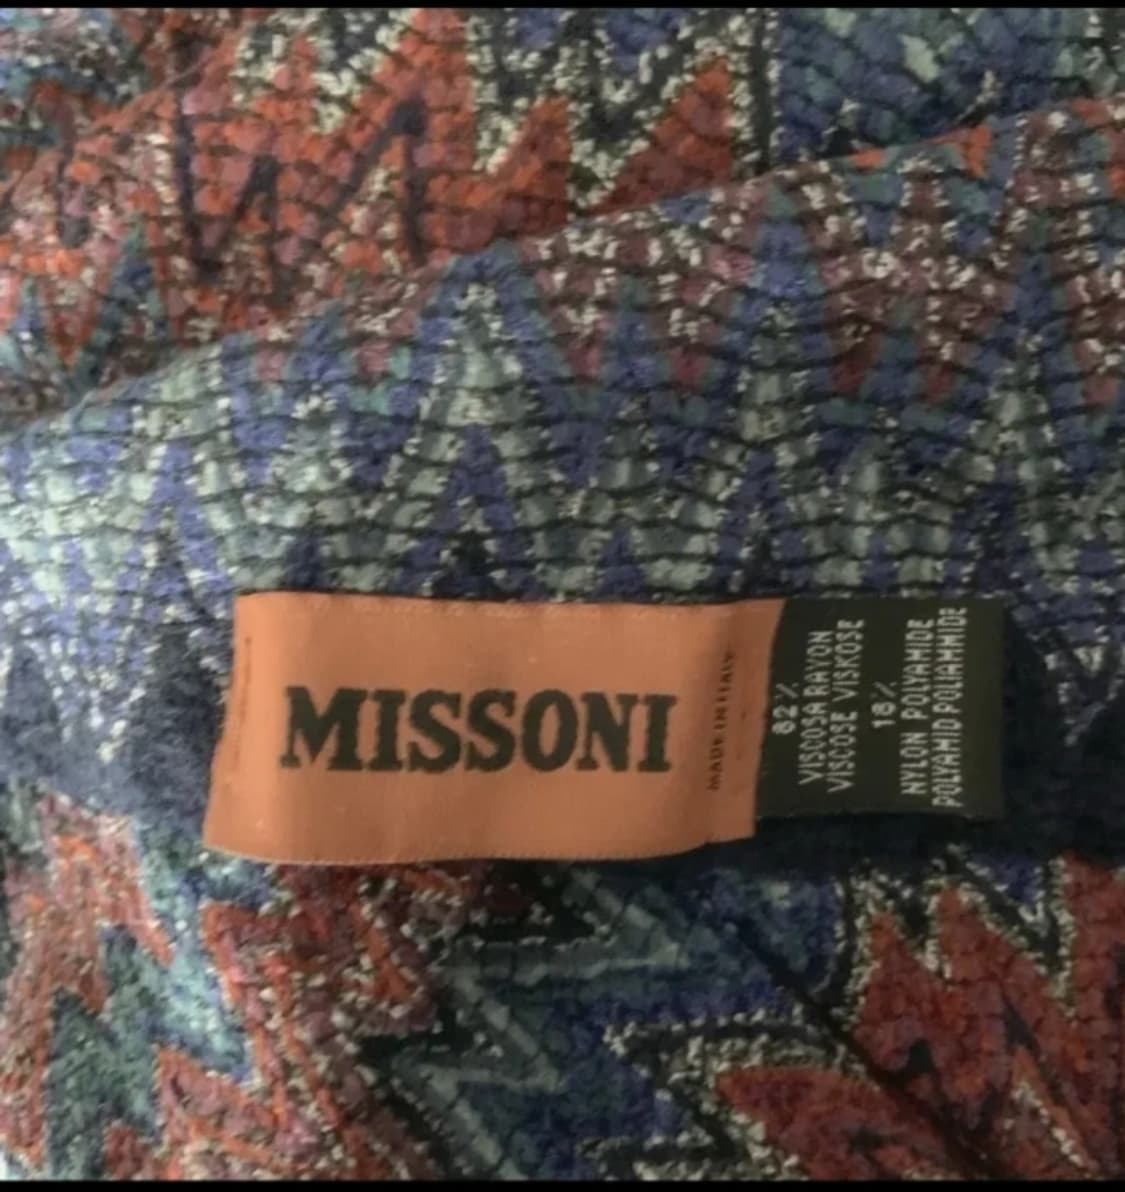 MISSONI
MADE IN ITALY
82%
VISCOSA RAYON
VISCOSE VISKOSE
18%
NYLON POLYAMIDE
POLYAMID POLIAMMIDE